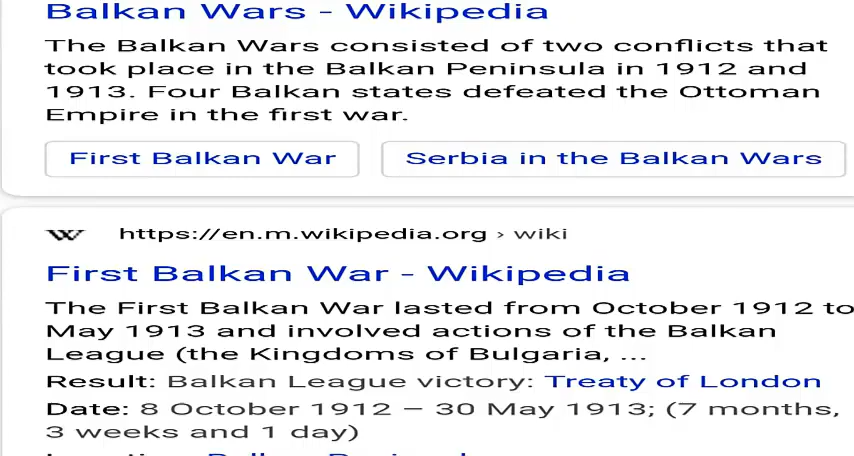 Balkan Wars - Wikipedia
The Balkan Wars consisted of two conflicts that
took place in the Balkan Peninsula in 1912 and
1913. Four Balkan states defeated the Ottoman
Empire in the first war.
First Balkan War
Serbia in the Balkan Wars
https://en.m.wikipedia.org › wiki
First Balkan War - Wikipedia
The First Balkan War lasted from October 1912 to
May 1913 and involved actions of the Balkan
League (the Kingdoms of Bulgaria, ...
Result: Balkan League victory: Treaty of London
Date: 8 October 1912 – 30 May 1913; (7 months,
3 weeks and 1 day)